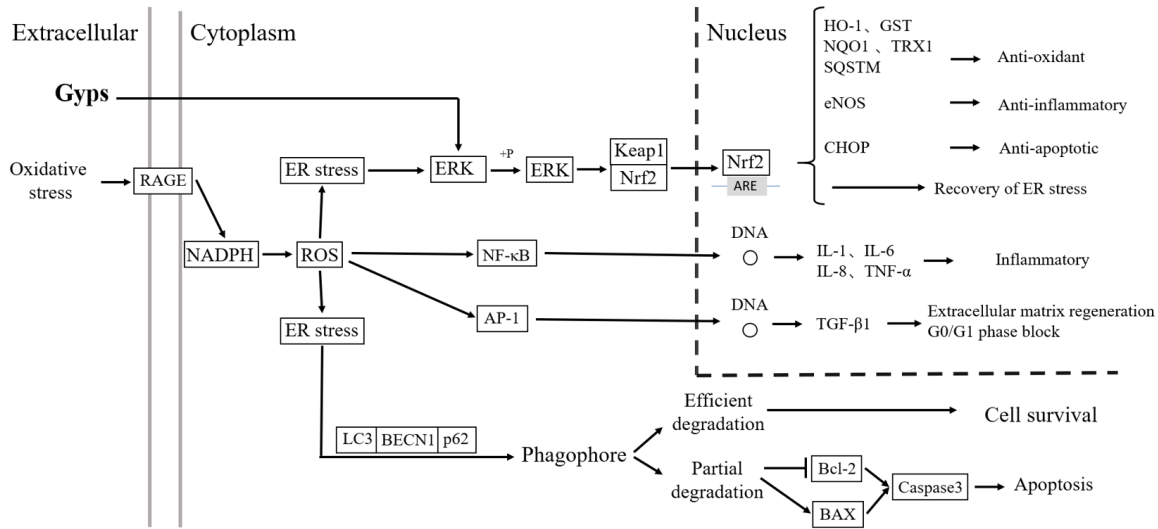 Extracellular
Cytoplasm
Nucleus
HO-1、GST
NQO1 、TRX1
SQSTM
Anti-oxidant
Gyps
eNOS
Anti-inflammatory
CHOP
Anti-apoptotic
Recovery of ER stress
Oxidative
stress
RAGE
ER stress
ERK
+P
ERK
Keap1
Nrf2
Nrf2
ARE
NADPH
ROS
NF-κB
DNA
IL-1、IL-6
IL-8、TNF-α
Inflammatory
ER stress
AP-1
DNA
TGF-β1
Extracellular matrix regeneration
G0/G1 phase block
LC3
BECN1
p62
Phagophore
Efficient
degradation
Cell survival
Partial
degradation
Bcl-2
BAX
Caspase3
Apoptosis